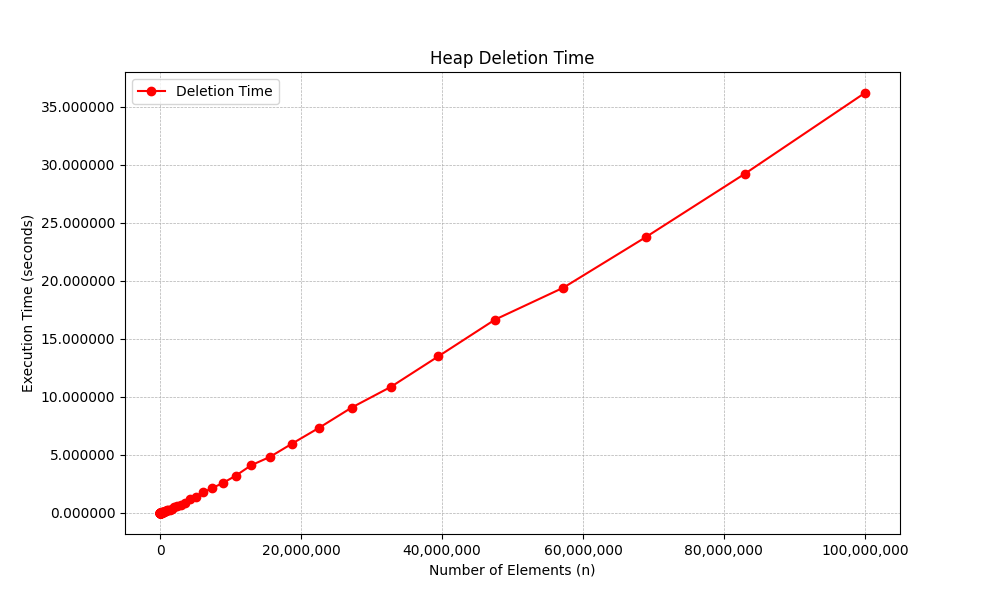 Heap Deletion Time
Deletion Time
35.000000
30.000000
25.000000
20.000000
15.000000
10.000000
5.000000
0.000000
Execution Time (seconds)
0 20,000,000 40,000,000 60,000,000 80,000,000 100,000,000
Number of Elements (n)